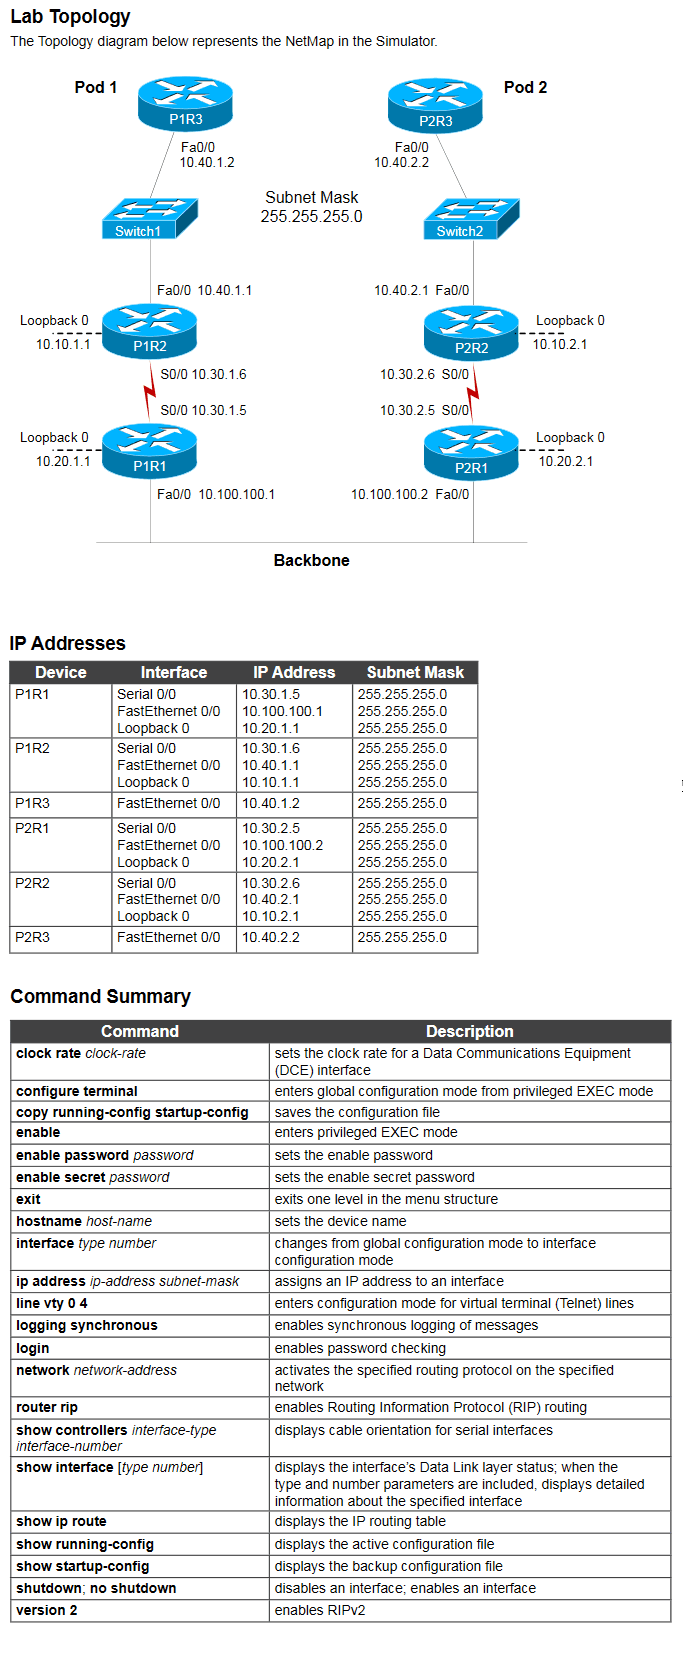 Lab Topology
The Topology diagram below represents the NetMap in the Simulator.
Pod 1
Pod 2
P1R3
P2R3
Fa0/0
10.40.1.2
Fa0/0
10.40.2.2
Subnet Mask
255.255.255.0
Switch1
Switch2
Fa0/0 10.40.1.1
10.40.2.1 Fa0/0
Loopback 0
10.10.1.1
P1R2
P2R2
Loopback 0
10.10.2.1
S0/0 10.30.1.6
10.30.2.6 S0/0
S0/0 10.30.1.5
10.30.2.5 S0/0
Loopback 0
10.20.1.1
P1R1
P2R1
Loopback 0
10.20.2.1
Fa0/0 10.100.100.1
10.100.100.2 Fa0/0
Backbone
IP Addresses
Device Interface IP Address Subnet Mask
P1R1 Serial 0/0 10.30.1.5 255.255.255.0
FastEthernet 0/0 10.100.100.1 255.255.255.0
Loopback 0 10.20.1.1 255.255.255.0
P1R2 Serial 0/0 10.30.1.6 255.255.255.0
FastEthernet 0/0 10.40.1.1 255.255.255.0
Loopback 0 10.10.1.1 255.255.255.0
P1R3 FastEthernet 0/0 10.40.1.2 255.255.255.0
P2R1 Serial 0/0 10.30.2.5 255.255.255.0
FastEthernet 0/0 10.100.100.2 255.255.255.0
Loopback 0 10.20.2.1 255.255.255.0
P2R2 Serial 0/0 10.30.2.6 255.255.255.0
FastEthernet 0/0 10.40.2.1 255.255.255.0
Loopback 0 10.10.2.1 255.255.255.0
P2R3 FastEthernet 0/0 10.40.2.2 255.255.255.0
Command Summary
Command Description
clock rate clock-rate sets the clock rate for a Data Communications Equipment
(DCE) interface
configure terminal enters global configuration mode from privileged EXEC mode
copy running-config startup-config saves the configuration file
enable enters privileged EXEC mode
enable password password sets the enable password
enable secret password sets the enable secret password
exit exits one level in the menu structure
hostname host-name sets the device name
interface type number changes from global configuration mode to interface
configuration mode
ip address ip-address subnet-mask assigns an IP address to an interface
line vty 0 4 enters configuration mode for virtual terminal (Telnet) lines
logging synchronous enables synchronous logging of messages
login enables password checking
network network-address activates the specified routing protocol on the specified
network
router rip enables Routing Information Protocol (RIP) routing
show controllers interface-type displays cable orientation for serial interfaces
interface-number
show interface [type number] displays the interface's Data Link layer status; when the
type and number parameters are included, displays detailed
information about the specified interface
show ip route displays the IP routing table
show running-config displays the active configuration file
show startup-config displays the backup configuration file
shutdown; no shutdown disables an interface; enables an interface
version 2 enables RIPv2